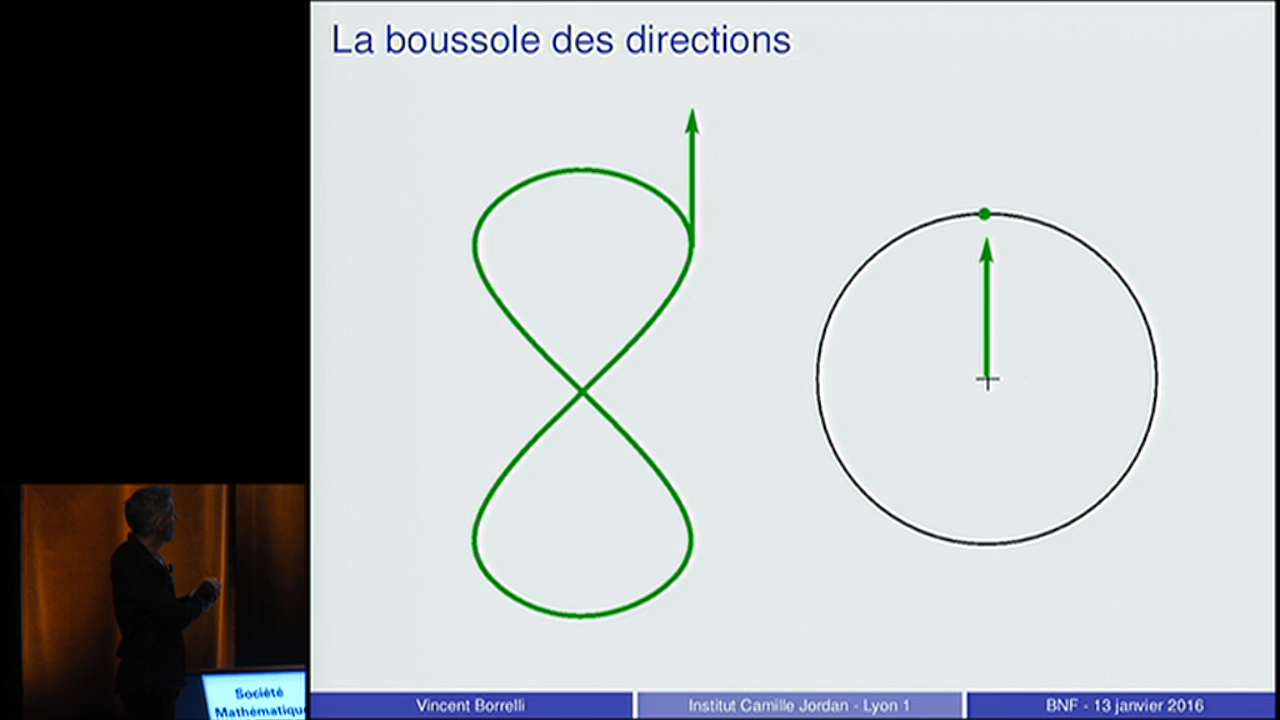 La boussole des directions
Société
Mathématique
Vincent Borrelli
Institut Camille Jordan - Lyon 1
BNF - 13 janvier 2016